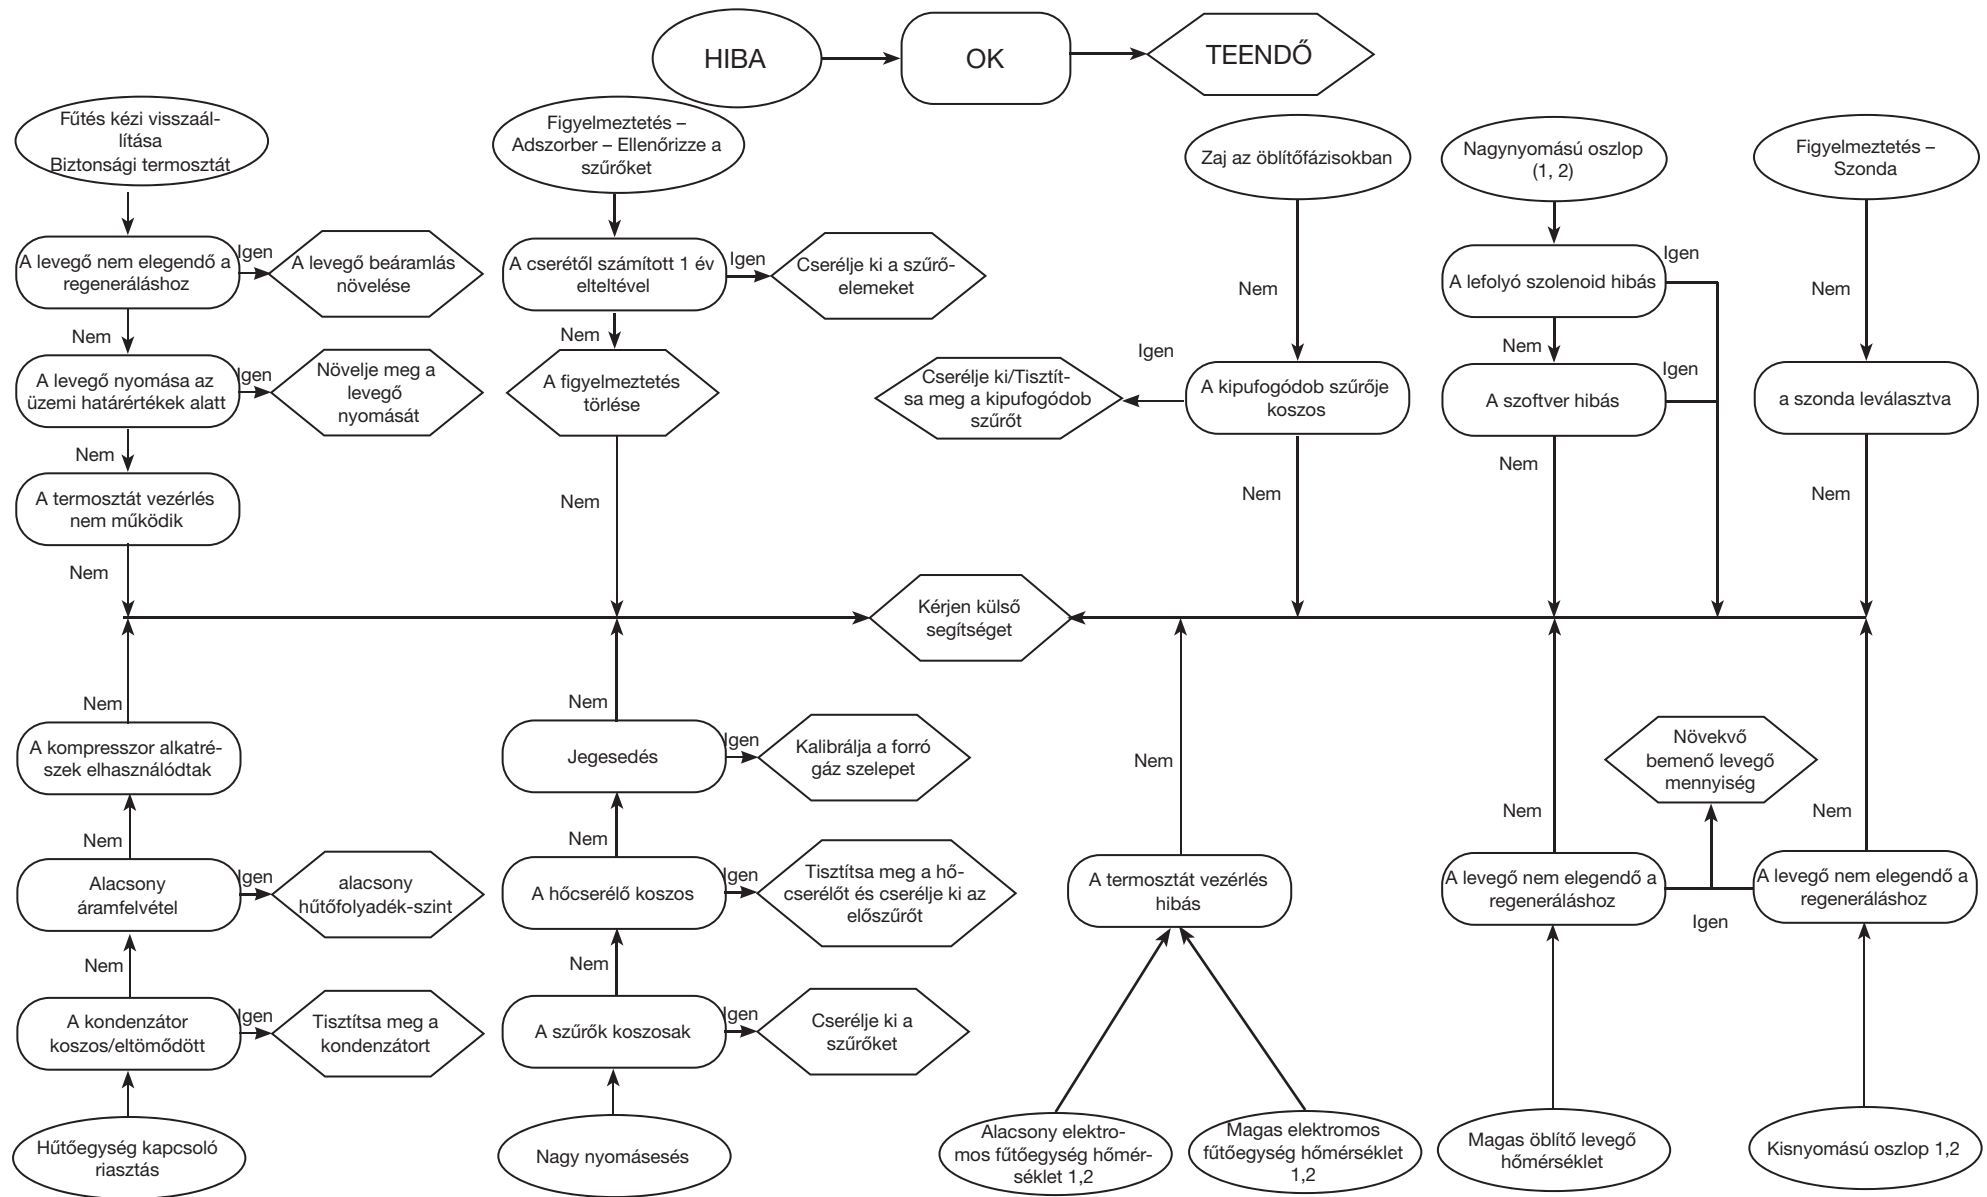 HIBA
OK
TEENDŐ
Fűtés kézi visszaál-
lítása
Biztonsági termosztát
A levegő nem elegendő a
regeneráláshoz
Igen
A levegő beáramlás
növelése
Nem
A levegő nyomása az
üzemi határértékek alatt
Igen
Növelje meg a
levegő
nyomását
Nem
A termosztát vezérlés
nem működik
Nem
Figyelmeztetés –
Adszorber – Ellenőrizze a
szűrőket
A cserétől számított 1 év
elteltével
Igen
Cserélje ki a szűrő-
elemeket
Nem
A figyelmeztetés
törlése
Nem
Zaj az öblítőfázisokban
Nem
Igen
Cserélje ki/Tisztít-
sa meg a kipufogódob
szűrőt
A kipufogódob szűrője
koszos
Nem
Nagynyomású oszlop
(1, 2)
A lefolyó szolenoid hibás
Igen
Nem
A szoftver hibás
Igen
Nem
Figyelmeztetés –
Szonda
Nem
a szonda leválasztva
Nem
Kérjen külső
segítséget
Nem
A kompresszor alkatré-
szek elhasználódtak
Nem
Alacsony
áramfelvétel
Igen
alacsony
hűtőfolyadék-szint
Nem
A kondenzátor
koszos/eltömődött
Igen
Tisztítsa meg a
kondenzátort
Hűtőegység kapcsoló
riasztás
Nem
Jegesedés
Igen
Kalibrálja a forró
gáz szelepet
Nem
A hőcserélő koszos
Igen
Tisztítsa meg a hő-
cserélőt és cserélje ki az
előszűrőt
Nem
A szűrők koszosak
Igen
Cserélje ki a
szűrőket
Nagy nyomásesés
Nem
A termosztát vezérlés
hibás
Alacsony elektro-
mos fűtőegység hőmér-
séklet 1,2
Magas elektromos
fűtőegység hőmérséklet
1,2
Nem
A levegő nem elegendő a
regeneráláshoz
Magas öblítő levegő
hőmérséklet
Növekvő
bemenő levegő
mennyiség
Igen
Nem
A levegő nem elegendő a
regeneráláshoz
Kisnyomású oszlop 1,2